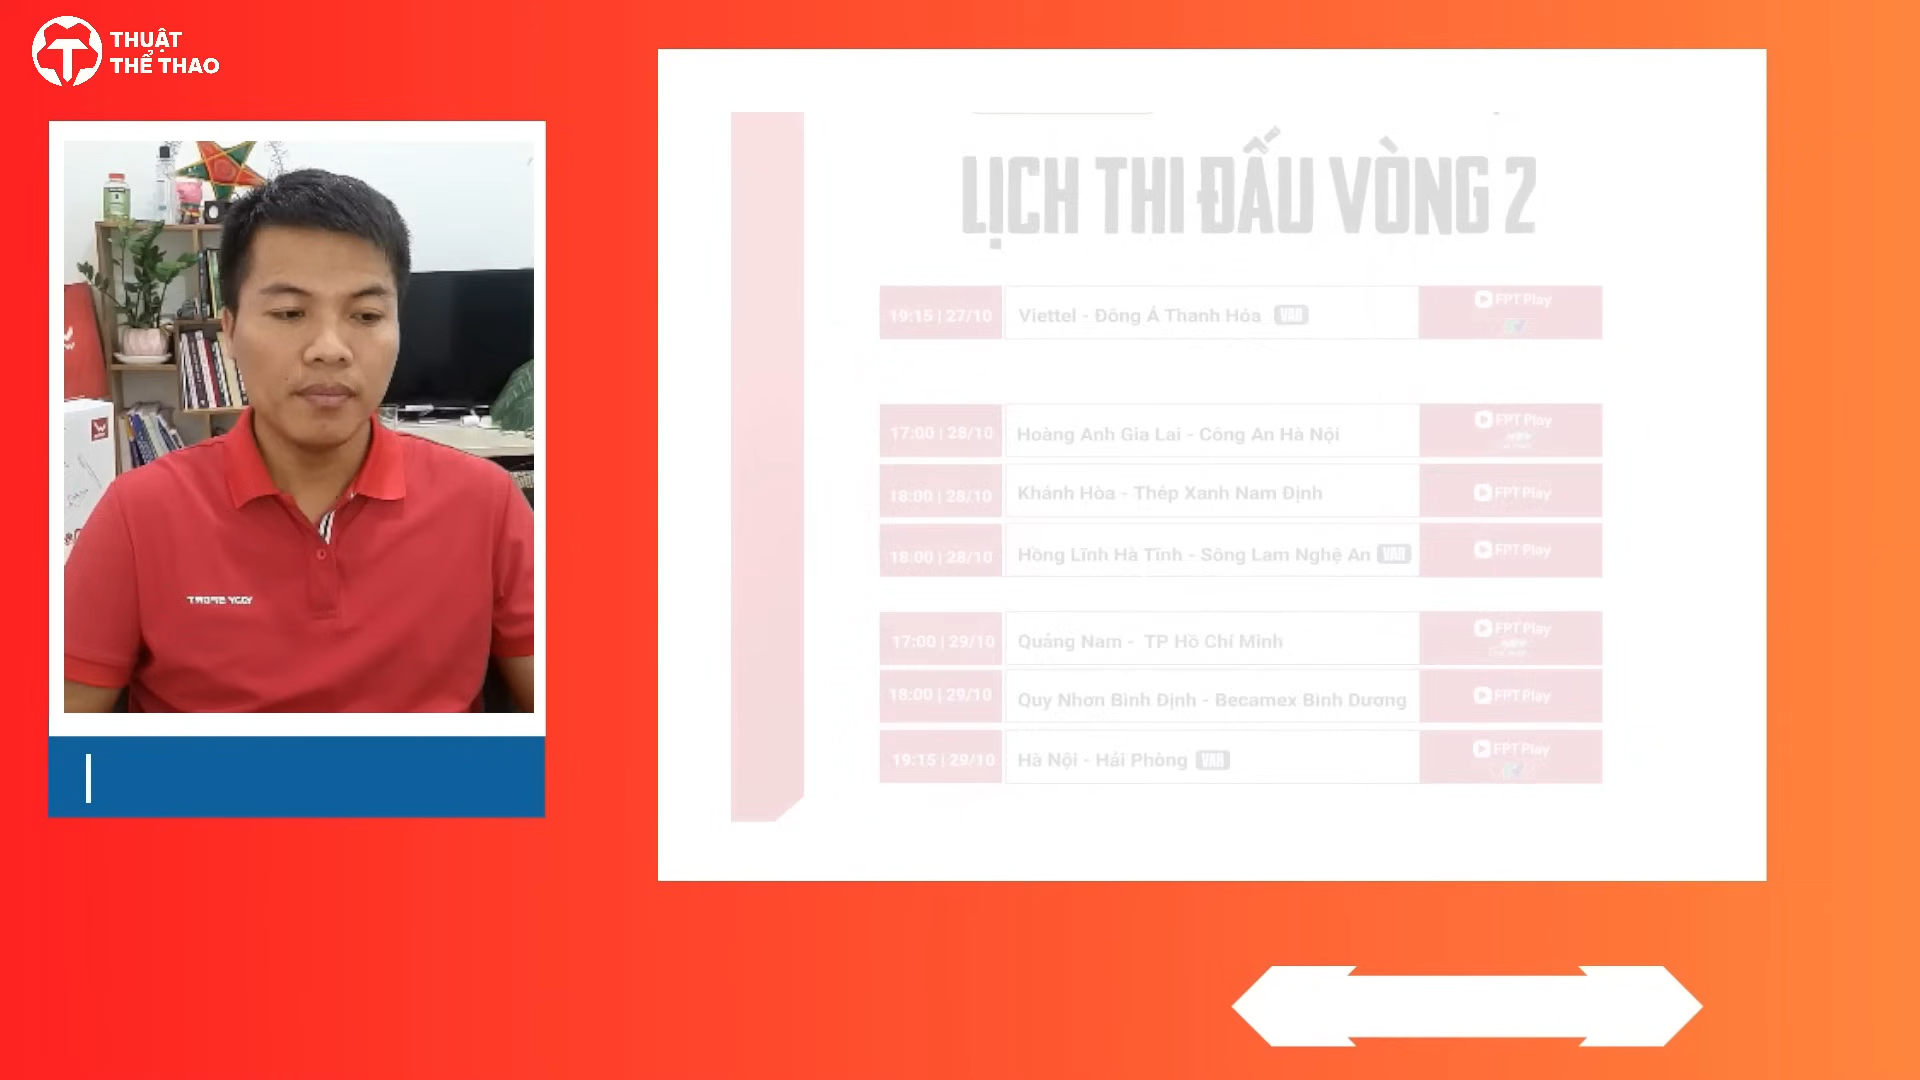 THUẬT
THỂ THAO
LỊCH THI ĐẤU VÒNG 2
19:15 | 27/10 Viettel - Đông Á Thanh Hóa VAR FPT Play
17:00 | 28/10 Hoàng Anh Gia Lai - Công An Hà Nội FPT Play
18:00 | 28/10 Khánh Hòa - Thép Xanh Nam Định FPT Play
18:00 | 28/10 Hồng Lĩnh Hà Tĩnh - Sông Lam Nghệ An VAR FPT Play
17:00 | 29/10 Quảng Nam - TP Hồ Chí Minh FPT Play
18:00 | 29/10 Quy Nhơn Bình Định - Becamex Bình Dương FPT Play
19:15 | 29/10 Hà Nội - Hải Phòng VAR FPT Play